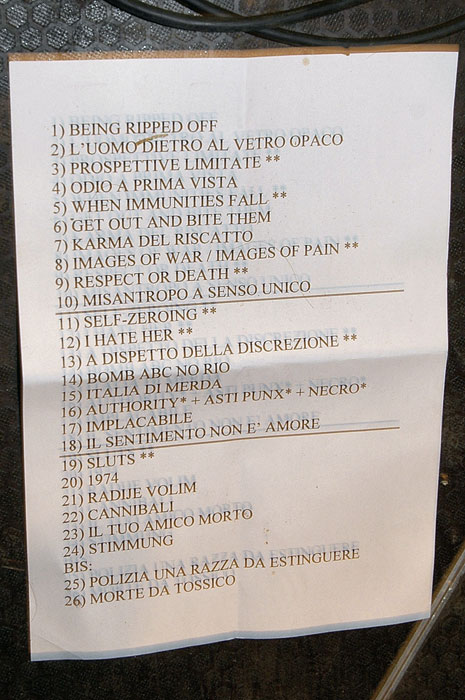 1) BEING RIPPED OFF
2) L'UOMO DIETRO AL VETRO OPACO
3) PROSPETTIVE LIMITATE **
4) ODIO A PRIMA VISTA
5) WHEN IMMUNITIES FALL **
6) GET OUT AND BITE THEM
7) KARMA DEL RISCATTO
8) IMAGES OF WAR / IMAGES OF PAIN **
9) RESPECT OR DEATH **
10) MISANTROPO A SENSO UNICO
11) SELF-ZEROING **
12) I HATE HER **
13) A DISPETTO DELLA DISCREZIONE **
14) BOMB ABC NO RIO
15) ITALIA DI MERDA
16) AUTHORITY* + ASTI PUNX* + NECRO*
17) IMPLACABILE
18) IL SENTIMENTO NON E' AMORE
19) SLUTS **
20) 1974
21) RADIJE VOLIM
22) CANNIBALI
23) IL TUO AMICO MORTO
24) STIMMUNG
BIS:
25) POLIZIA UNA RAZZA DA ESTINGUERE
26) MORTE DA TOSSICO